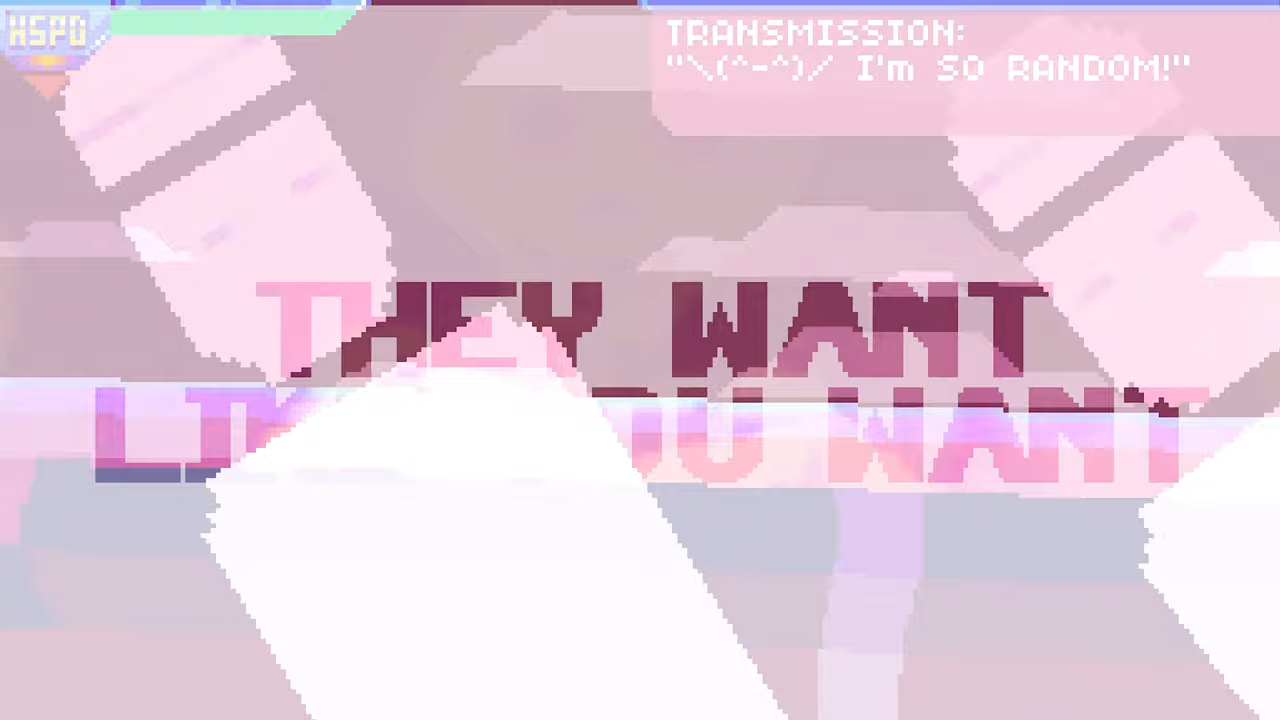 HSPD
TRANSMISSION:
"\(^-^)/ I'm SO RANDOM!"
THEY WANT
WANT